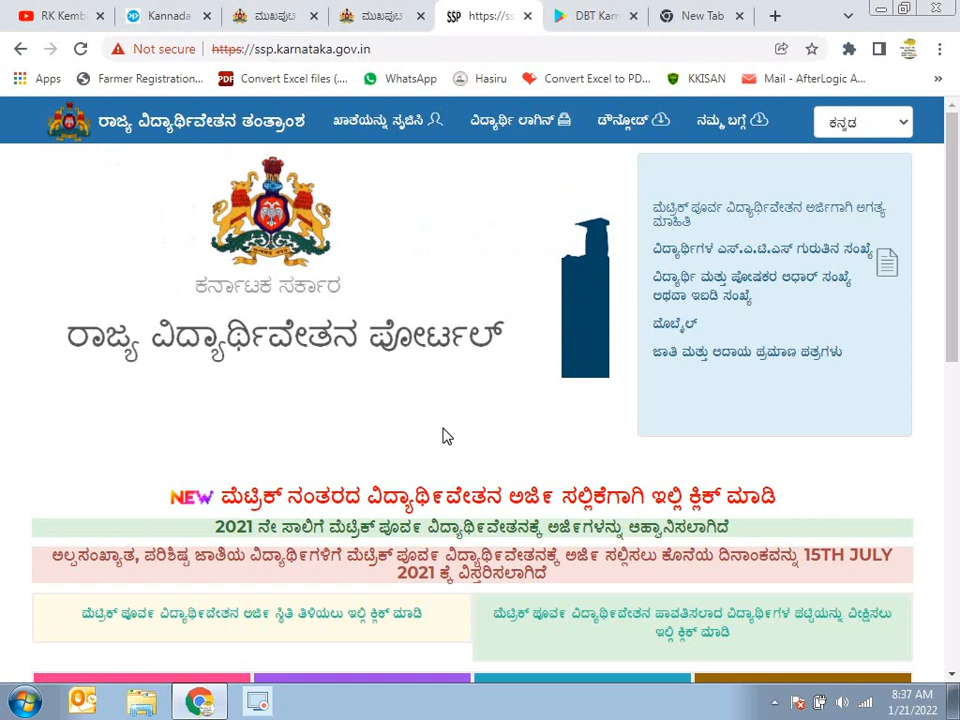 RK Kemb
Kannada
ಮುಖಪುಟ
ಮುಖಪುಟ
SSP https://ss
DBT Karn
New Tab
Not secure https://ssp.karnataka.gov.in
Apps
Farmer Registration...
PDF Convert Excel files (....
WhatsApp
Hasiru
Convert Excel to PD...
KKISAN
Mail - AfterLogic A...
»
ರಾಜ್ಯ ವಿದ್ಯಾರ್ಥಿವೇತನ ತಂತ್ರಾಂಶ
ಖಾತೆಯನ್ನು ಸೃಜಿಸಿ
ವಿದ್ಯಾರ್ಥಿ ಲಾಗಿನ್
ಡೌನ್ಲೋಡ್
ನಮ್ಮ ಬಗ್ಗೆ
ಕನ್ನಡ
ಕರ್ನಾಟಕ ಸರ್ಕಾರ
ರಾಜ್ಯ ವಿದ್ಯಾರ್ಥಿವೇತನ ಪೋರ್ಟಲ್
ಮೆಟ್ರಿಕ್ ಪೂರ್ವ ವಿದ್ಯಾರ್ಥಿವೇತನ ಅರ್ಜಿಗಾಗಿ ಅಗತ್ಯ
ಮಾಹಿತಿ
ವಿದ್ಯಾರ್ಥಿಗಳ ಎಸ್.ಎ.ಟಿ.ಎಸ್ ಗುರುತಿನ ಸಂಖ್ಯೆ
ವಿದ್ಯಾರ್ಥಿ ಮತ್ತು ಪೋಷಕರ ಆಧಾರ್ ಸಂಖ್ಯೆ
ಅಥವಾ ಇಐಡಿ ಸಂಖ್ಯೆ
ಮೊಬೈಲ್
ಜಾತಿ ಮತ್ತು ಆದಾಯ ಪ್ರಮಾಣ ಪತ್ರಗಳು
NEW ಮೆಟ್ರಿಕ್ ನಂತರದ ವಿದ್ಯಾರ್ಥಿವೇತನ ಅರ್ಜಿ ಸಲ್ಲಿಕೆಗಾಗಿ ಇಲ್ಲಿ ಕ್ಲಿಕ್ ಮಾಡಿ
2021 ನೇ ಸಾಲಿಗೆ ಮೆಟ್ರಿಕ್ ಪೂರ್ವ ವಿದ್ಯಾರ್ಥಿವೇತನಕ್ಕೆ ಅರ್ಜಿಗಳನ್ನು ಆಹ್ವಾನಿಸಲಾಗಿದೆ
ಅಲ್ಪಸಂಖ್ಯಾತ, ಪರಿಶಿಷ್ಟ ಜಾತಿಯ ವಿದ್ಯಾರ್ಥಿಗಳಿಗೆ ಮೆಟ್ರಿಕ್ ಪೂರ್ವ ವಿದ್ಯಾರ್ಥಿವೇತನಕ್ಕೆ ಅರ್ಜಿ ಸಲ್ಲಿಸಲು ಕೊನೆಯ ದಿನಾಂಕವನ್ನು 15TH JULY
2021 ಕ್ಕೆ ವಿಸ್ತರಿಸಲಾಗಿದೆ
ಮೆಟ್ರಿಕ್ ಪೂರ್ವ ವಿದ್ಯಾರ್ಥಿವೇತನ ಅರ್ಜಿ ಸ್ಥಿತಿ ತಿಳಿಯಲು ಇಲ್ಲಿ ಕ್ಲಿಕ್ ಮಾಡಿ
ಮೆಟ್ರಿಕ್ ಪೂರ್ವ ವಿದ್ಯಾರ್ಥಿವೇತನ ಪಾವತಿಸಲಾದ ವಿದ್ಯಾರ್ಥಿಗಳ ಪಟ್ಟಿಯನ್ನು ವೀಕ್ಷಿಸಲು
ಇಲ್ಲಿ ಕ್ಲಿಕ್ ಮಾಡಿ
8:37 AM
1/21/2022